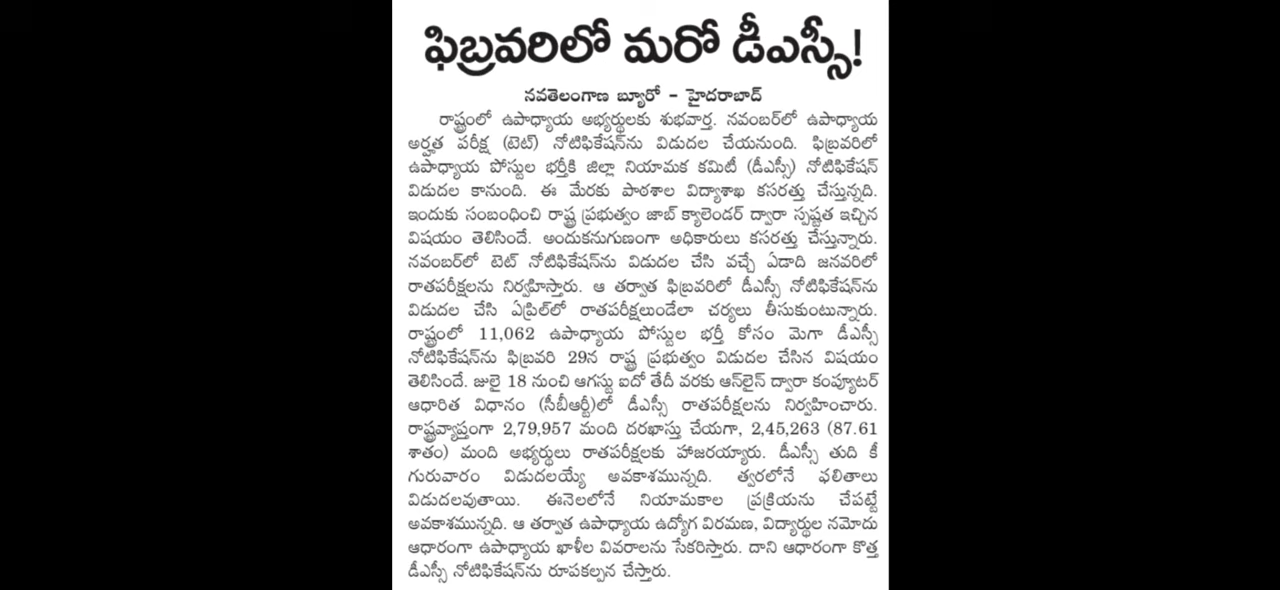 ఫిబ్రవరిలో మరో డీఎస్సీ!
నవతెలంగాణ బ్యూరో - హైదరాబాద్
రాష్ట్రంలో ఉపాధ్యాయ అభ్యర్థులకు శుభవార్త. నవంబర్‌లో ఉపాధ్యాయ
అర్హత పరీక్ష (టెట్) నోటిఫికేషన్‌ను విడుదల చేయనుంది. ఫిబ్రవరిలో
ఉపాధ్యాయ పోస్టుల భర్తీకి జిల్లా నియామక కమిటీ (డీఎస్సీ) నోటిఫికేషన్
విడుదల కానుంది. ఈ మేరకు పాఠశాల విద్యాశాఖ కసరత్తు చేస్తున్నది.
ఇందుకు సంబంధించి రాష్ట్ర ప్రభుత్వం జాబ్ క్యాలెండర్ ద్వారా స్పష్టత ఇచ్చిన
విషయం తెలిసిందే. అందుకనుగుణంగా అధికారులు కసరత్తు చేస్తున్నారు.
నవంబర్‌లో టెట్ నోటిఫికేషన్‌ను విడుదల చేసి వచ్చే ఏడాది జనవరిలో
రాతపరీక్షలను నిర్వహిస్తారు. ఆ తర్వాత ఫిబ్రవరిలో డీఎస్సీ నోటిఫికేషన్‌ను
విడుదల చేసి ఏప్రిల్‌లో రాతపరీక్షలుండేలా చర్యలు తీసుకుంటున్నారు.
రాష్ట్రంలో 11,062 ఉపాధ్యాయ పోస్టుల భర్తీ కోసం మెగా డీఎస్సీ
నోటిఫికేషన్‌ను ఫిబ్రవరి 29న రాష్ట్ర ప్రభుత్వం విడుదల చేసిన విషయం
తెలిసిందే. జులై 18 నుంచి ఆగస్టు ఐదో తేదీ వరకు ఆన్‌లైన్ ద్వారా కంప్యూటర్
ఆధారిత విధానం (సీబీఆర్టీ)లో డీఎస్సీ రాతపరీక్షలను నిర్వహించారు.
రాష్ట్రవ్యాప్తంగా 2,79,957 మంది దరఖాస్తు చేయగా, 2,45,263 (87.61
శాతం) మంది అభ్యర్థులు రాతపరీక్షలకు హాజరయ్యారు. డీఎస్సీ తుది కీ
గురువారం విడుదలయ్యే అవకాశమున్నది. త్వరలోనే ఫలితాలు
విడుదలవుతాయి. ఈనెలలోనే నియామకాల ప్రక్రియను చేపట్టే
అవకాశమున్నది. ఆ తర్వాత ఉపాధ్యాయ ఉద్యోగ విరమణ, విద్యార్థుల నమోదు
ఆధారంగా ఉపాధ్యాయ ఖాళీల వివరాలను సేకరిస్తారు. దాని ఆధారంగా కొత్త
డీఎస్సీ నోటిఫికేషన్‌ను రూపకల్పన చేస్తారు.